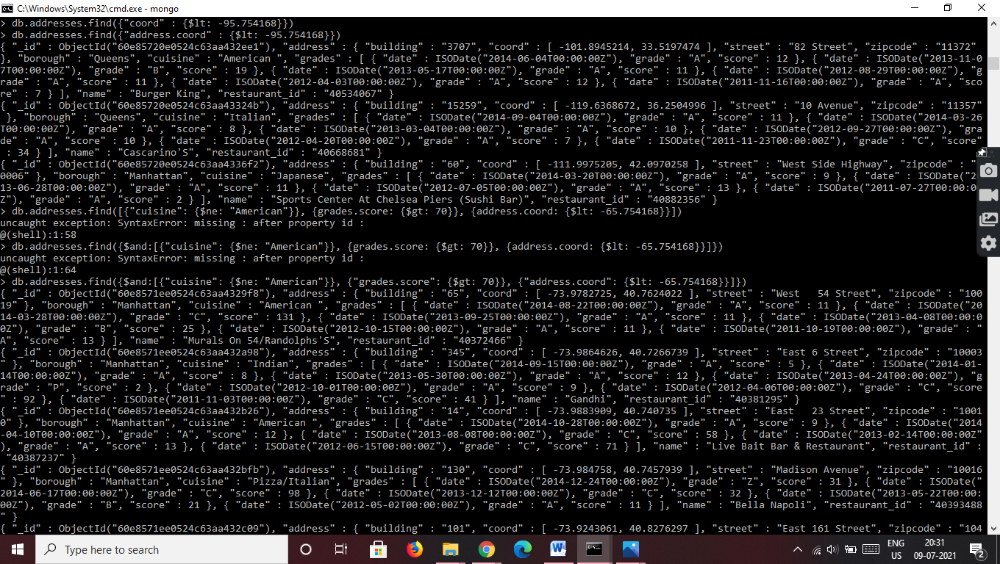 C:\Windows\System32\cmd.exe - mongo
> db.addresses.find({"coord" : {$lt: -95.754168}})
> db.addresses.find({"address.coord" : {$lt: -95.754168}})
{ "_id" : ObjectId("60e85720e0524c63aa432ee1"), "address" : { "building" : "3707", "coord" : [ -101.8945214, 33.5197474 ], "street" : "82 Street", "zipcode" : "11372"
}, "borough" : "Queens", "cuisine" : "American ", "grades" : [ { "date" : ISODate("2014-06-04T00:00:00Z"), "grade" : "A", "score" : 12 }, { "date" : ISODate("2013-11-0
7T00:00:00Z"), "grade" : "B", "score" : 19 }, { "date" : ISODate("2013-05-17T00:00:00Z"), "grade" : "A", "score" : 11 }, { "date" : ISODate("2012-08-29T00:00:00Z"), "g
rade" : "A", "score" : 11 }, { "date" : ISODate("2012-04-03T00:00:00Z"), "grade" : "A", "score" : 12 }, { "date" : ISODate("2011-11-16T00:00:00Z"), "grade" : "A", "sco
re" : 7 } ], "name" : "Burger King", "restaurant_id" : "40534067" }
{ "_id" : ObjectId("60e85720e0524c63aa43324b"), "address" : { "building" : "15259", "coord" : [ -119.6368672, 36.2504996 ], "street" : "10 Avenue", "zipcode" : "11357"
}, "borough" : "Queens", "cuisine" : "Italian", "grades" : [ { "date" : ISODate("2014-09-04T00:00:00Z"), "grade" : "A", "score" : 11 }, { "date" : ISODate("2014-03-26
T00:00:00Z"), "grade" : "A", "score" : 8 }, { "date" : ISODate("2013-03-04T00:00:00Z"), "grade" : "A", "score" : 10 }, { "date" : ISODate("2012-09-27T00:00:00Z"), "gra
de" : "A", "score" : 10 }, { "date" : ISODate("2012-04-20T00:00:00Z"), "grade" : "A", "score" : 7 }, { "date" : ISODate("2011-11-23T00:00:00Z"), "grade" : "C", "score"
: 34 } ], "name" : "Cascarino'S", "restaurant_id" : "40668681" }
{ "_id" : ObjectId("60e85720e0524c63aa4336f2"), "address" : { "building" : "60", "coord" : [ -111.9975205, 42.0970258 ], "street" : "West Side Highway", "zipcode" : "
0006" }, "borough" : "Manhattan", "cuisine" : "Japanese", "grades" : [ { "date" : ISODate("2014-03-20T00:00:00Z"), "grade" : "A", "score" : 9 }, { "date" : ISODate("2
13-06-28T00:00:00Z"), "grade" : "A", "score" : 11 }, { "date" : ISODate("2012-07-05T00:00:00Z"), "grade" : "A", "score" : 13 }, { "date" : ISODate("2011-07-27T00:00:0
Z"), "grade" : "A", "score" : 2 } ], "name" : "Sports Center At Chelsea Piers (Sushi Bar)", "restaurant_id" : "40882356" }
> db.addresses.find([{"cuisine": {$ne: "American"}}, {grades.score: {$gt: 70}}, {address.coord: {$lt: -65.754168}}])
uncaught exception: SyntaxError: missing : after property id :
@(shell):1:58
> db.addresses.find({$and:[{"cuisine": {$ne: "American"}}, {grades.score: {$gt: 70}}, {address.coord: {$lt: -65.754168}}]})
uncaught exception: SyntaxError: missing : after property id :
@(shell):1:64
> db.addresses.find({$and:[{"cuisine": {$ne: "American"}}, {"grades.score": {$gt: 70}}, {"address.coord": {$lt: -65.754168}}]})
{ "_id" : ObjectId("60e8571ee0524c63aa4329f8"), "address" : { "building" : "65", "coord" : [ -73.9782725, 40.7624022 ], "street" : "West   54 Street", "zipcode" : "100
19" }, "borough" : "Manhattan", "cuisine" : "American ", "grades" : [ { "date" : ISODate("2014-08-22T00:00:00Z"), "grade" : "A", "score" : 11 }, { "date" : ISODate("20
14-03-28T00:00:00Z"), "grade" : "C", "score" : 131 }, { "date" : ISODate("2013-09-25T00:00:00Z"), "grade" : "A", "score" : 11 }, { "date" : ISODate("2013-04-08T00:00:0
0Z"), "grade" : "B", "score" : 25 }, { "date" : ISODate("2012-10-15T00:00:00Z"), "grade" : "A", "score" : 11 }, { "date" : ISODate("2011-10-19T00:00:00Z"), "grade" : "
A", "score" : 13 } ], "name" : "Murals On 54/Randolphs'S", "restaurant_id" : "40372466" }
{ "_id" : ObjectId("60e8571ee0524c63aa432a98"), "address" : { "building" : "345", "coord" : [ -73.9864626, 40.7266739 ], "street" : "East 6 Street", "zipcode" : "10003
" }, "borough" : "Manhattan", "cuisine" : "Indian", "grades" : [ { "date" : ISODate("2014-09-15T00:00:00Z"), "grade" : "A", "score" : 5 }, { "date" : ISODate("2014-01-
14T00:00:00Z"), "grade" : "A", "score" : 8 }, { "date" : ISODate("2013-05-30T00:00:00Z"), "grade" : "A", "score" : 12 }, { "date" : ISODate("2013-04-24T00:00:00Z"), "g
rade" : "P", "score" : 2 }, { "date" : ISODate("2012-10-01T00:00:00Z"), "grade" : "A", "score" : 9 }, { "date" : ISODate("2012-04-06T00:00:00Z"), "grade" : "C", "score"
: 92 }, { "date" : ISODate("2011-11-03T00:00:00Z"), "grade" : "C", "score" : 41 } ], "name" : "Gandhi", "restaurant_id" : "40381295" }
{ "_id" : ObjectId("60e8571ee0524c63aa432b26"), "address" : { "building" : "14", "coord" : [ -73.9883909, 40.740735 ], "street" : "East   23 Street", "zipcode" : "1001
0" }, "borough" : "Manhattan", "cuisine" : "American ", "grades" : [ { "date" : ISODate("2014-10-28T00:00:00Z"), "grade" : "A", "score" : 9 }, { "date" : ISODate("2014
-04-10T00:00:00Z"), "grade" : "A", "score" : 12 }, { "date" : ISODate("2013-08-08T00:00:00Z"), "grade" : "C", "score" : 58 }, { "date" : ISODate("2013-02-14T00:00:00Z"
), "grade" : "A", "score" : 13 }, { "date" : ISODate("2012-06-15T00:00:00Z"), "grade" : "C", "score" : 71 } ], "name" : "Live Bait Bar & Restaurant", "restaurant_id" :
"40387237" }
{ "_id" : ObjectId("60e8571ee0524c63aa432bfb"), "address" : { "building" : "130", "coord" : [ -73.984758, 40.7457939 ], "street" : "Madison Avenue", "zipcode" : "10016
" }, "borough" : "Manhattan", "cuisine" : "Pizza/Italian", "grades" : [ { "date" : ISODate("2014-12-24T00:00:00Z"), "grade" : "Z", "score" : 31 }, { "date" : ISODate("
2014-06-17T00:00:00Z"), "grade" : "C", "score" : 98 }, { "date" : ISODate("2013-12-12T00:00:00Z"), "grade" : "C", "score" : 32 }, { "date" : ISODate("2013-05-22T00:00:
00Z"), "grade" : "B", "score" : 21 }, { "date" : ISODate("2012-05-02T00:00:00Z"), "grade" : "A", "score" : 11 } ], "name" : "Bella Napoli", "restaurant_id" : "40393488"
" }
{ "_id" : ObjectId("60e8571ee0524c63aa432c09"), "address" : { "building" : "101", "coord" : [ -73.9243061, 40.8276297 ], "street" : "East 161 Street", "zipcode" : "104
Type here to search
ENG
US
20:31
09-07-2021
2